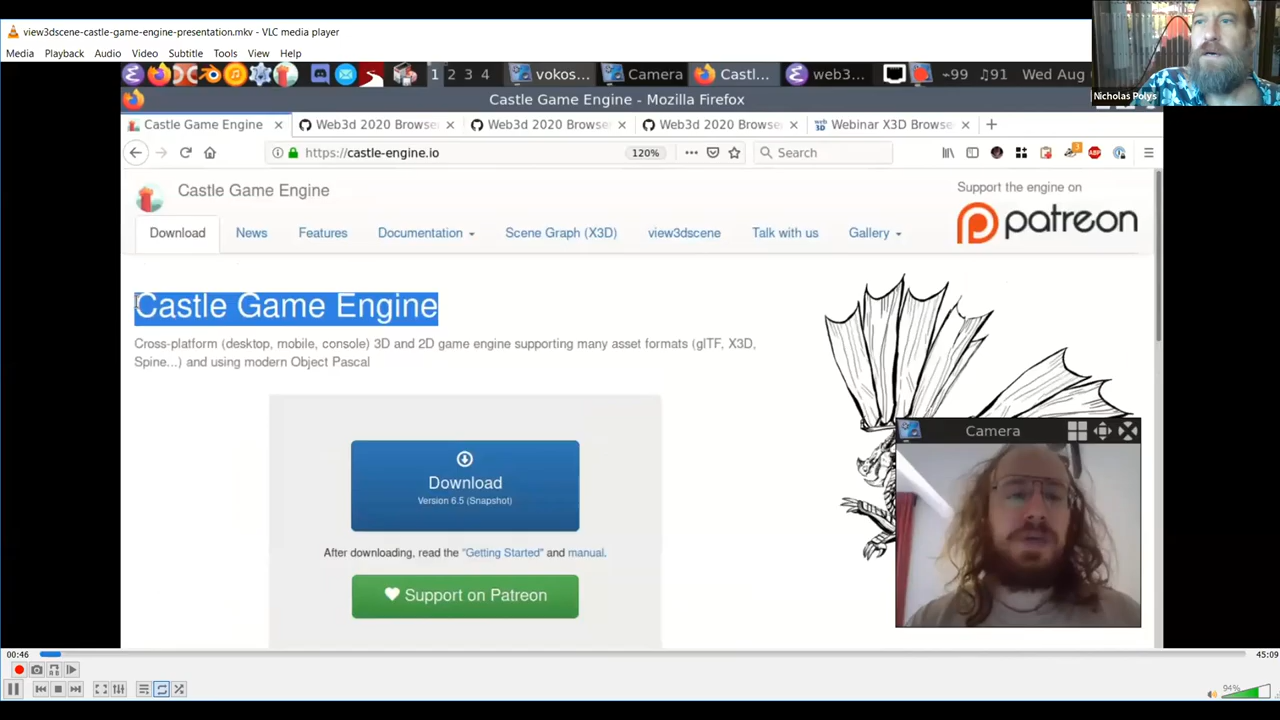 view3dscene-castle-game-engine-presentation.mkv - VLC media player
Media Playback Audio Video Subtitle Tools View Help
Nicholas Polys
1 2 3 4 vokos... Camera Castl... web3... ~99 ♫91 Wed Aug
Castle Game Engine - Mozilla Firefox
Castle Game Engine Web3d 2020 Browse Web3d 2020 Browse Web3d 2020 Browse Webinar X3D Browse
https://castle-engine.io 120% Search 3 ABP
Castle Game Engine
Support the engine on
patreon
Download News Features Documentation Scene Graph (X3D) view3dscene Talk with us Gallery
Castle Game Engine
Cross-platform (desktop, mobile, console) 3D and 2D game engine supporting many asset formats (glTF, X3D,
Spine...) and using modern Object Pascal
Camera
Download
Version 6.5 (Snapshot)
After downloading, read the "Getting Started" and manual.
Support on Patreon
00:46 45:09
94%